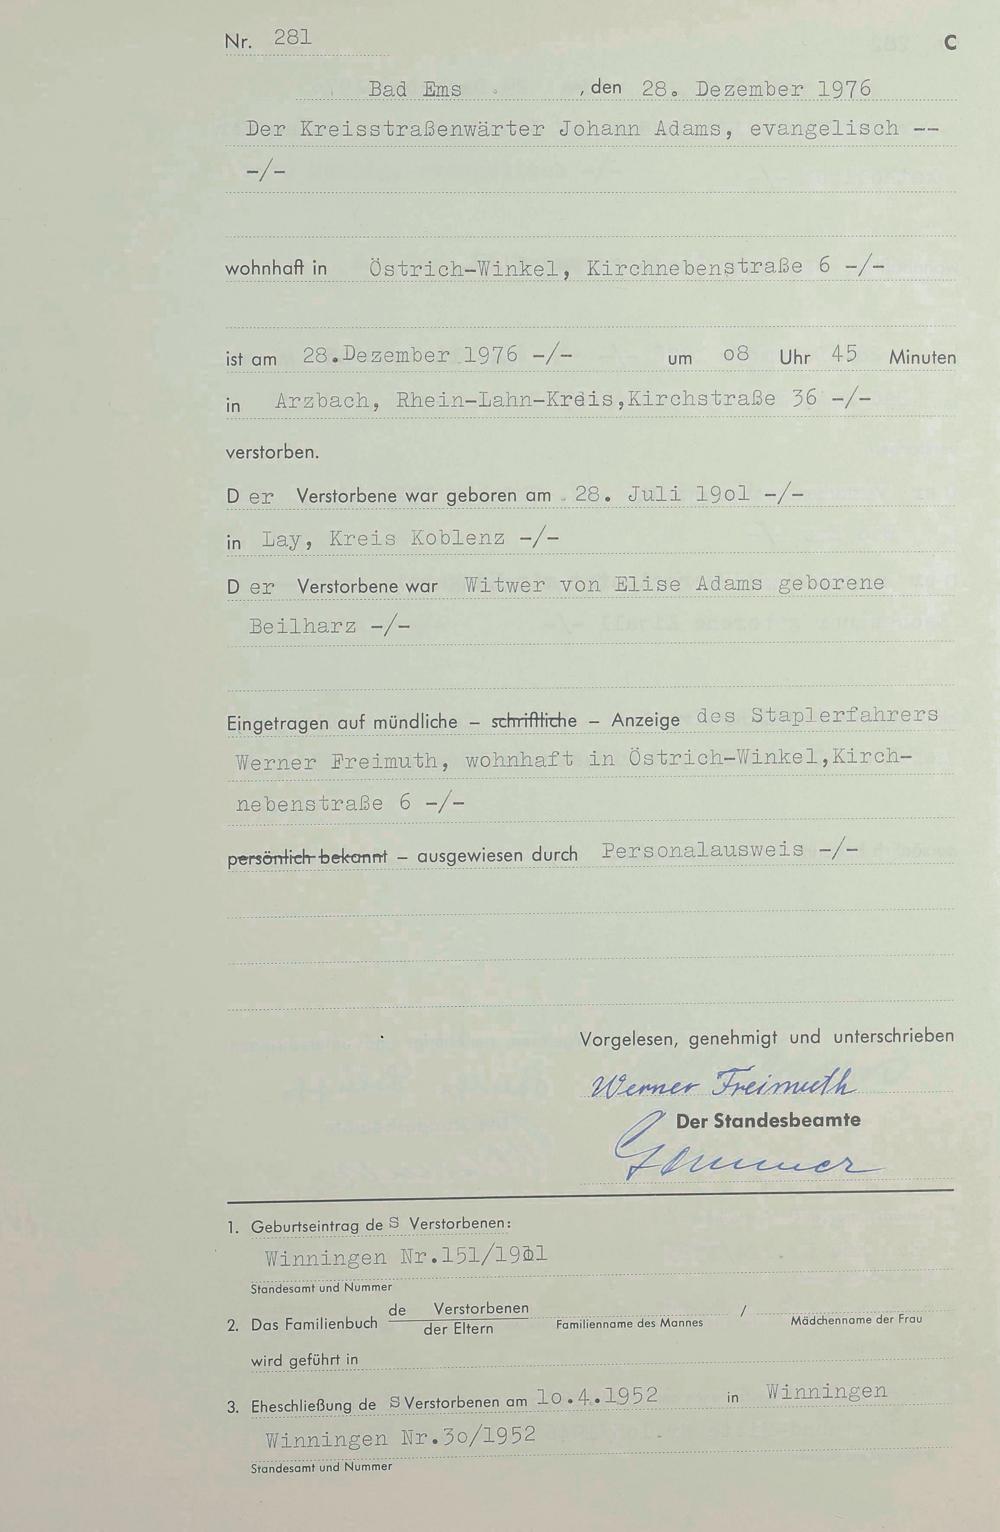 Nr. 281 C
Bad Ems , den 28. Dezember 1976
Der Kreisstraßenwärter Johann Adams, evangelisch --
-/-
wohnhaft in Östrich-Winkel, Kirchnebenstraße 6 -/-
ist am 28.Dezember 1976 -/- um o8 Uhr 45 Minuten
in Arzbach, Rhein-Lahn-Kreis,Kirchstraße 36 -/-
verstorben.
D er Verstorbene war geboren am 28. Juli 19o1 -/-
in Lay, Kreis Koblenz -/-
D er Verstorbene war Witwer von Elise Adams geborene
Beilharz -/-
Eingetragen auf mündliche – schriftliche – Anzeige des Staplerfahrers
Werner Freimuth, wohnhaft in Östrich-Winkel,Kirch-
nebenstraße 6 -/-
persönlich bekannt – ausgewiesen durch Personalausweis -/-
Vorgelesen, genehmigt und unterschrieben
Werner Freimuth
Der Standesbeamte
1. Geburtseintrag de S Verstorbenen:
Winningen Nr.151/19o1
Standesamt und Nummer
2. Das Familienbuch de Verstorbenen / der Eltern Familienname des Mannes / Mädchenname der Frau
wird geführt in
3. Eheschließung de S Verstorbenen am 1o.4.1952 in Winningen
Winningen Nr.3o/1952
Standesamt und Nummer